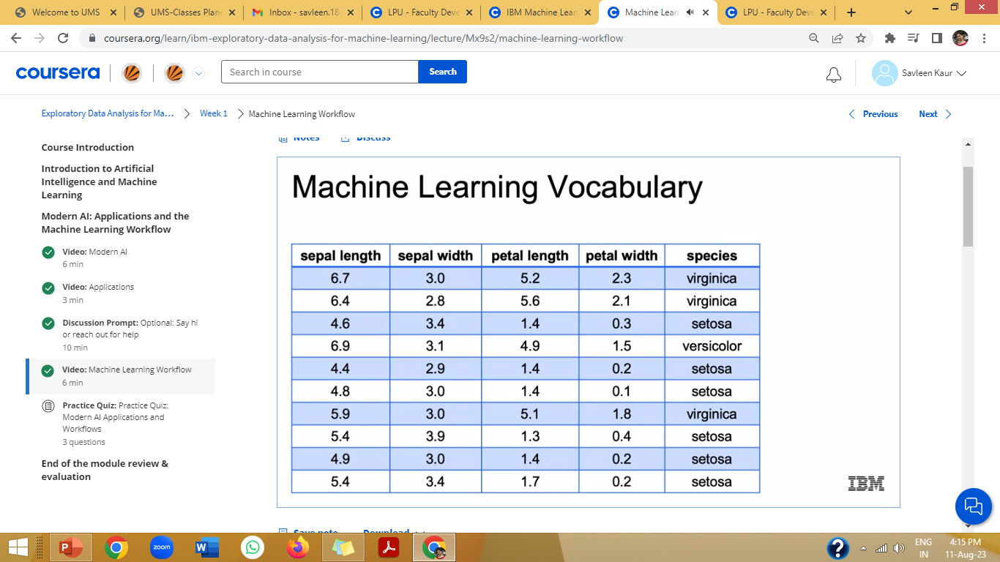 Welcome to UMS
UMS-Classes Plane
Inbox - savleen.18
LPU - Faculty Deve
IBM Machine Lear
Machine Lear
LPU - Faculty Deve
coursera.org/learn/ibm-exploratory-data-analysis-for-machine-learning/lecture/Mx9s2/machine-learning-workflow
coursera
Search in course
Search
Savleen Kaur
Exploratory Data Analysis for Ma... > Week 1 > Machine Learning Workflow
Previous
Next
Course Introduction
Introduction to Artificial
Intelligence and Machine
Learning
Modern AI: Applications and the
Machine Learning Workflow
Video: Modern AI
6 min
Video: Applications
3 min
Discussion Prompt: Optional: Say hi
or reach out for help
10 min
Video: Machine Learning Workflow
6 min
Practice Quiz: Practice Quiz:
Modern AI Applications and
Workflows
3 questions
End of the module review &
evaluation
Notes
Discuss
Machine Learning Vocabulary
sepal length sepal width petal length petal width species
6.7 3.0 5.2 2.3 virginica
6.4 2.8 5.6 2.1 virginica
4.6 3.4 1.4 0.3 setosa
6.9 3.1 4.9 1.5 versicolor
4.4 2.9 1.4 0.2 setosa
4.8 3.0 1.4 0.1 setosa
5.9 3.0 5.1 1.8 virginica
5.4 3.9 1.3 0.4 setosa
4.9 3.0 1.4 0.2 setosa
5.4 3.4 1.7 0.2 setosa
IBM
Save note
Download
zoom
ENG
IN
4:15 PM
11-Aug-23